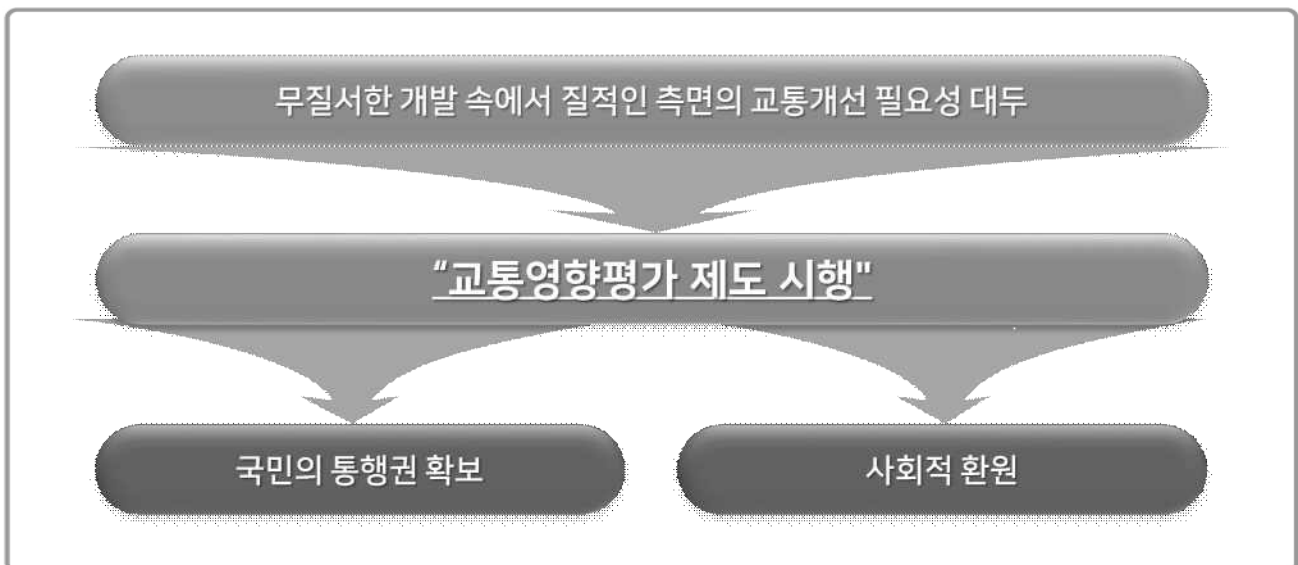 무질서한 개발 속에서 질적인 측면의 교통개선 필요성 대두
“교통영향평가 제도 시행"
국민의 통행권 확보
사회적 환원